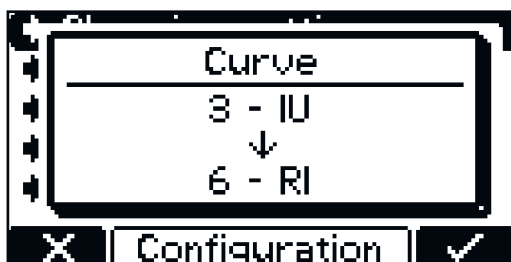 Curve
3 - IU
↓
6 - RI
Configuration